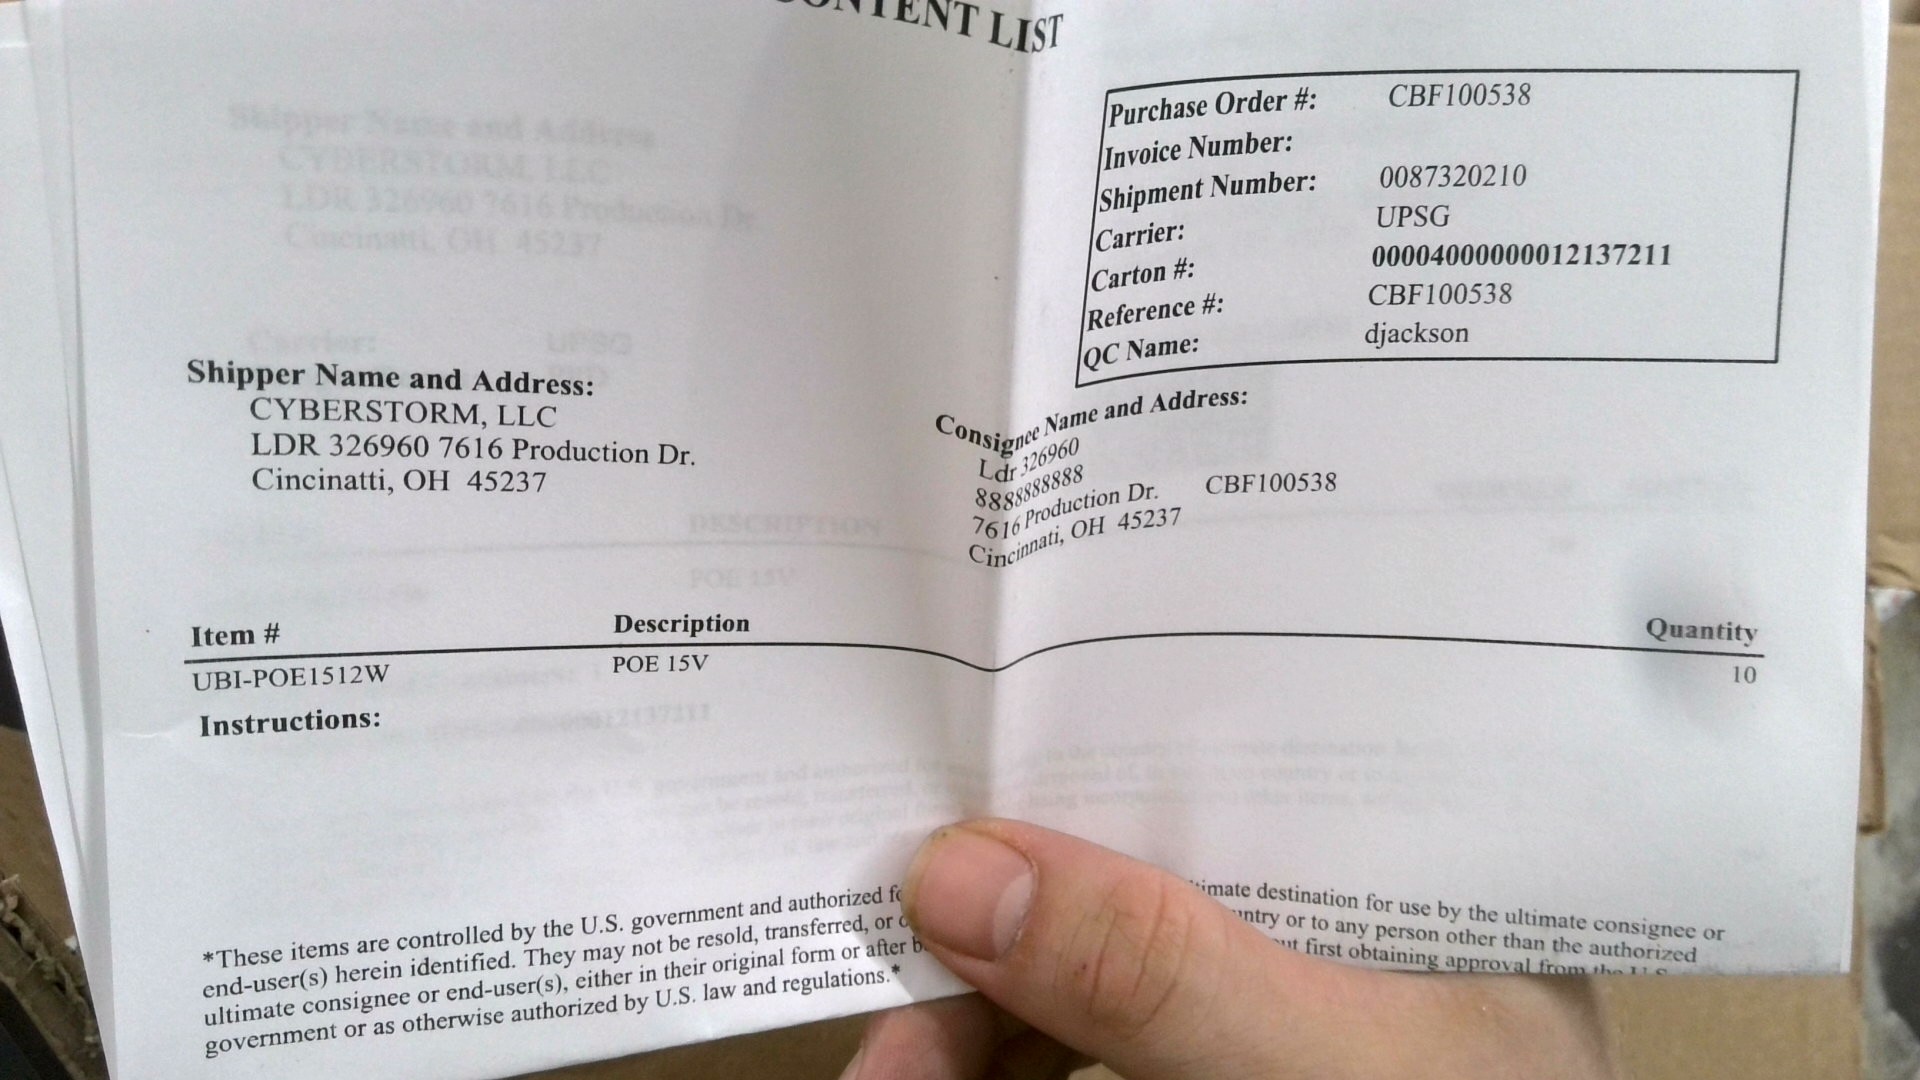 CONTENT LIST
Purchase Order #: CBF100538
Invoice Number:
Shipment Number: 0087320210
Carrier: UPSG
Carton #: 00004000000012137211
Reference #: CBF100538
QC Name: djackson
Shipper Name and Address:
CYBERSTORM, LLC
LDR 326960 7616 Production Dr.
Cincinatti, OH 45237
Consignee Name and Address:
Ldr 326960
8888888888
7616 Production Dr. CBF100538
Cincinnati, OH 45237
Item # Description Quantity
UBI-POE1512W POE 15V 10
Instructions:
*These items are controlled by the U.S. government and authorized destination for use by the ultimate consignee or
end-user(s) herein identified. They may not be resold, transferred, or or to any person other than the authorized
ultimate consignee or end-user(s), either in their original form or after first obtaining approval from the U.S.
government or as otherwise authorized by U.S. law and regulations.*